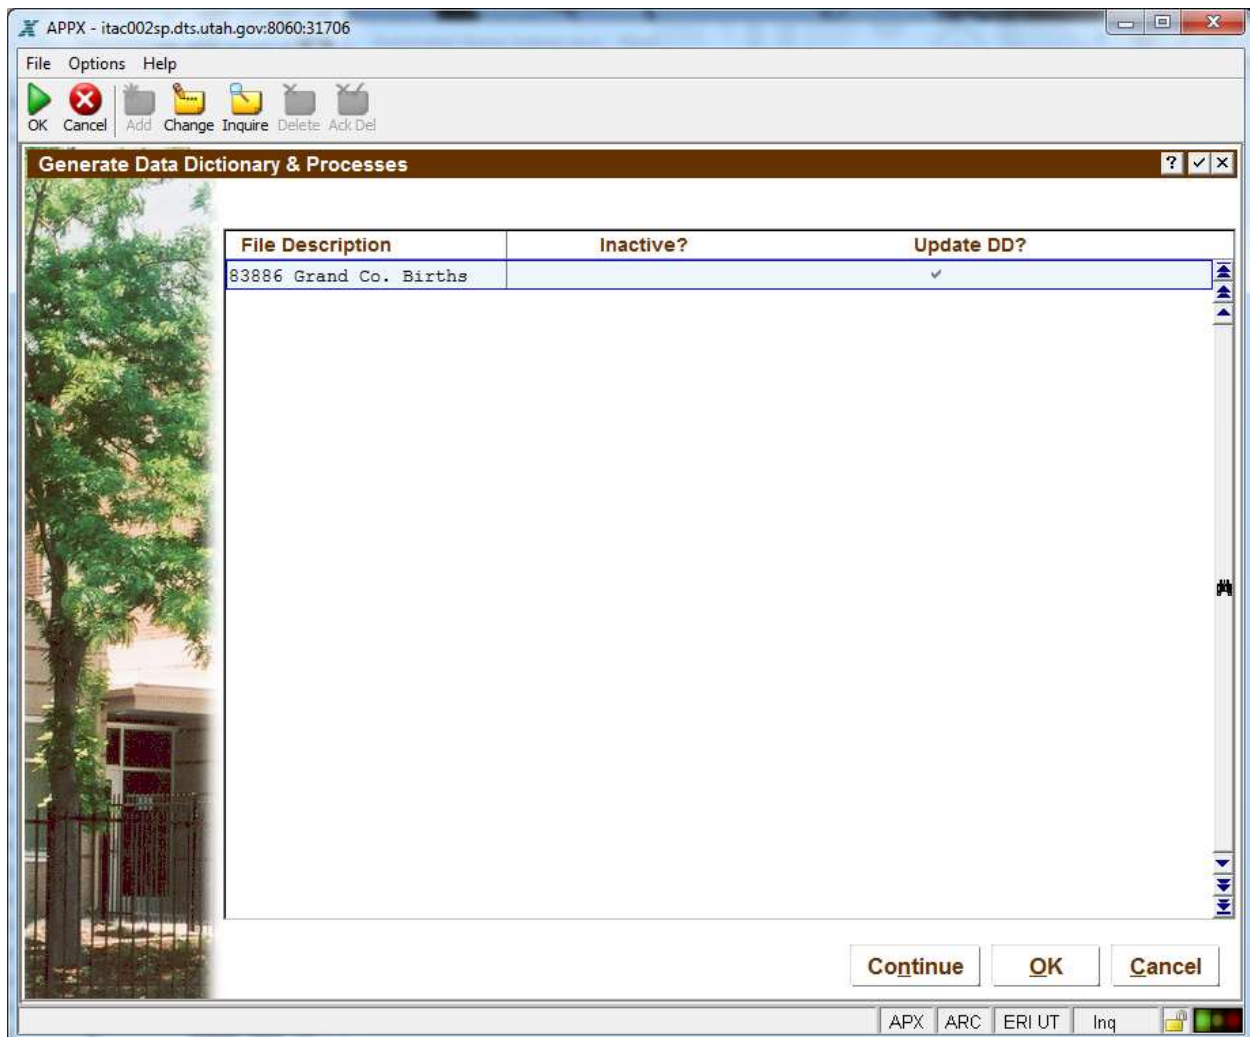 APPX - itac002sp.dts.utah.gov:8060:31706
File Options Help
OK Cancel Add Change Inquire Delete Ack Del
Generate Data Dictionary & Processes
File Description Inactive? Update DD?
83886 Grand Co. Births
Continue OK Cancel
APX ARC ERI UT Inq